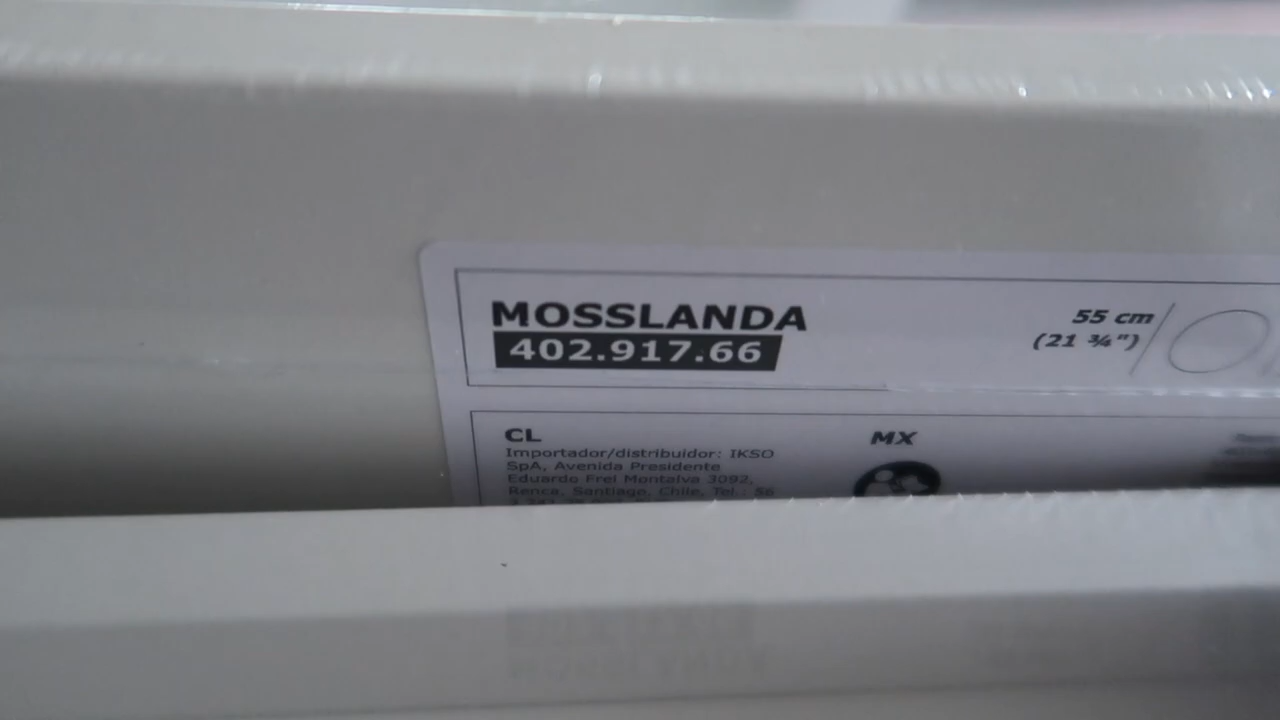 MOSSLANDA
402.917.66
55 cm
(21 ¾")
CL
Importador/distribuidor: IKSO
SpA, Avenida Presidente
Eduardo Frei Montalva 3092,
Renca, Santiago, Chile, Tel.: 56
MX